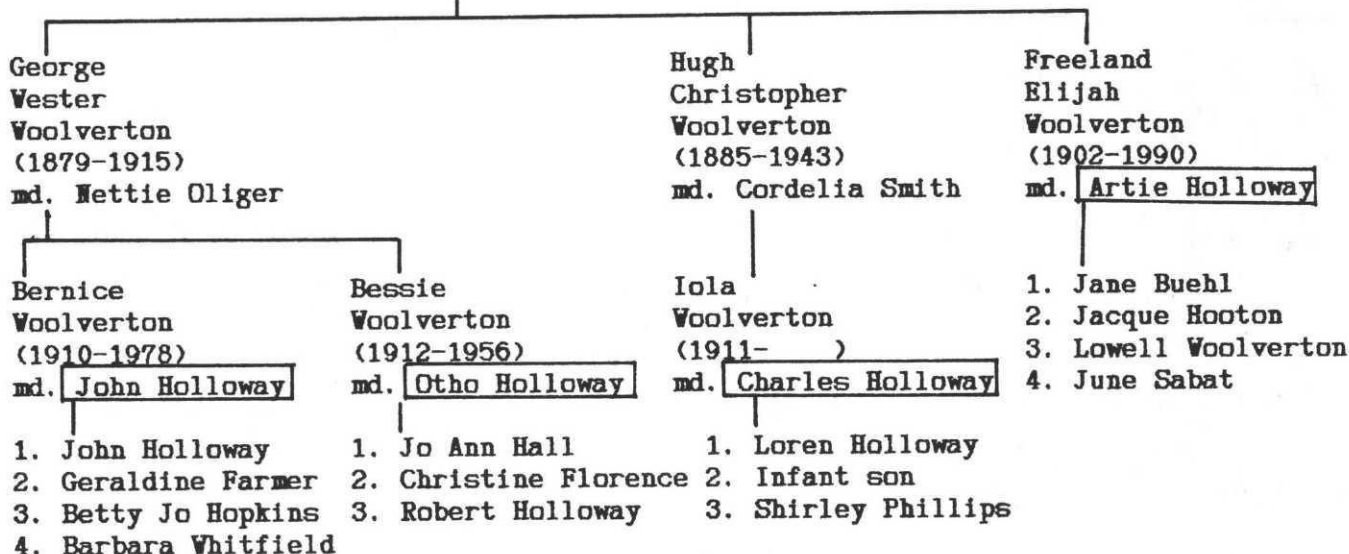 George
Wester
Woolverton
(1879-1915)
md. Nettie Oliger
Hugh
Christopher
Woolverton
(1885-1943)
md. Cordelia Smith
Freeland
Elijah
Woolverton
(1902-1990)
md. Artie Holloway
Bernice
Woolverton
(1910-1978)
md. John Holloway
1. John Holloway
2. Geraldine Farmer
3. Betty Jo Hopkins
4. Barbara Whitfield
Bessie
Woolverton
(1912-1956)
md. Otho Holloway
1. Jo Ann Hall
2. Christine Florence
3. Robert Holloway
Iola
Woolverton
(1911-     )
md. Charles Holloway
1. Loren Holloway
2. Infant son
3. Shirley Phillips
1. Jane Buehl
2. Jacque Hooton
3. Lowell Woolverton
4. June Sabat